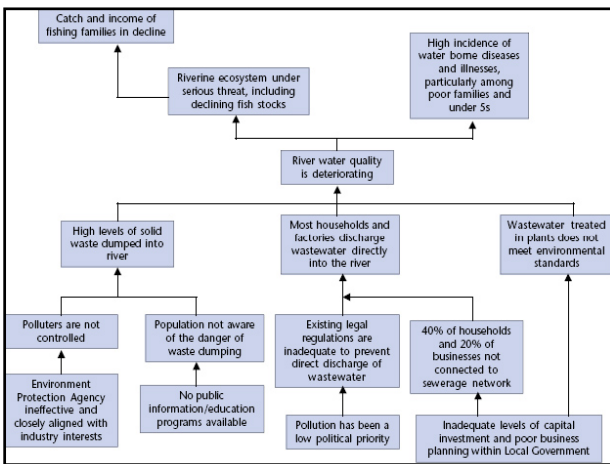 Catch and income of
fishing families in decline
High incidence of
water borne diseases
and illnesses,
particularly among
poor families and
under 5s
Riverine ecosystem under
serious threat, including
declining fish stocks
River water quality
is deteriorating
High levels of solid
waste dumped into
river
Most households and
factories discharge
wastewater directly
into the river
Wastewater treated
in plants does not
meet environmental
standards
Polluters are not
controlled
Population not aware
of the danger of
waste dumping
Existing legal
regulations are
inadequate to prevent
direct discharge of
wastewater
40% of households
and 20% of
businesses not
connected to
sewerage network
Environment
Protection Agency
ineffective and
closely aligned with
industry interests
No public
information/education
programs available
Pollution has been a
low political priority
Inadequate levels of capital
investment and poor business
planning within Local Government